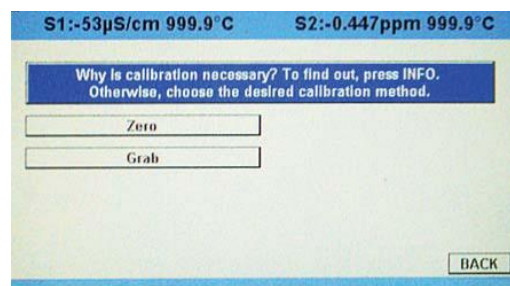 S1:-53µS/cm 999.9°C S2:-0.447ppm 999.9°C
Why is calibration necessary? To find out, press INFO.
Otherwise, choose the desired calibration method.
Zero
Grab
BACK